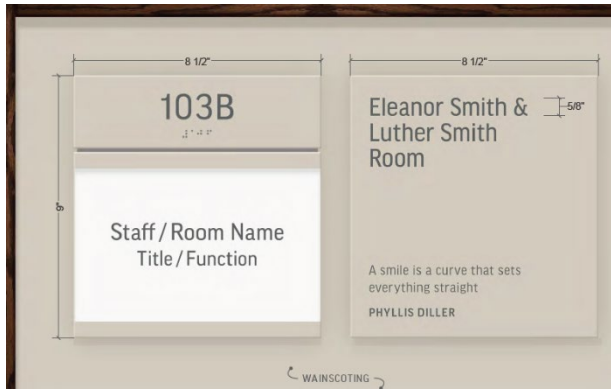 8 1/2"
8 1/2"
9"
103B
Staff/Room Name
Title/Function
Eleanor Smith &
Luther Smith
Room
5/8"
A smile is a curve that sets
everything straight
PHYLLIS DILLER
WAINSCOTING